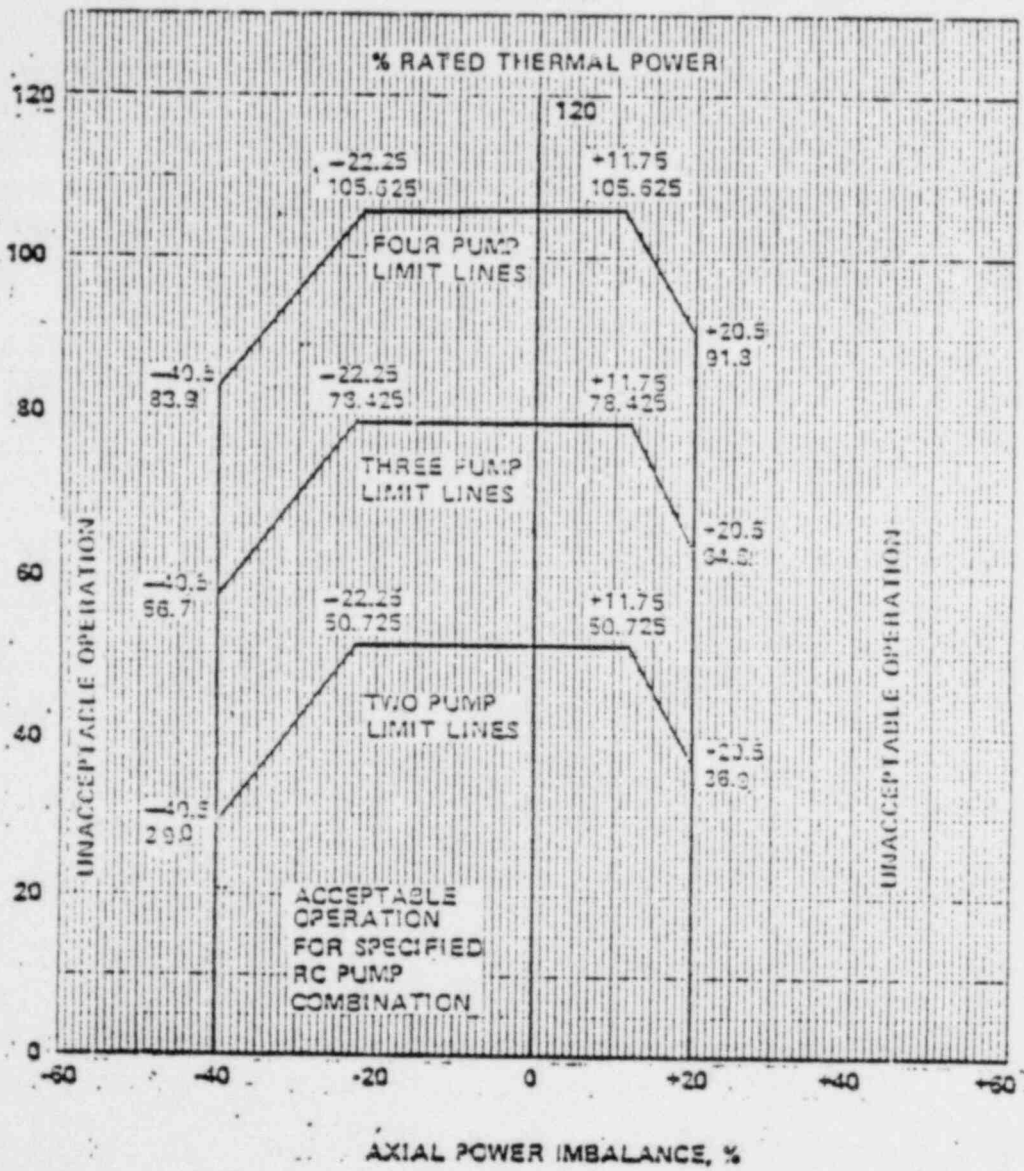 % RATED THERMAL POWER
120
120
-22.25
105.625
+11.75
105.625
100
FOUR PUMP
LIMIT LINES
+20.5
91.3
-40.5
83.9
80
-22.25
78.425
+11.75
78.425
THREE PUMP
LIMIT LINES
+20.5
60
-40.5
56.7
-22.25
50.725
+11.75
50.725
UNACCEPTABLE OPERATION
UNACCEPTABLE OPERATION
TWO PUMP
LIMIT LINES
40
+20.5
-40.5
29.0
20
ACCEPTABLE
OPERATION
FOR SPECIFIED
RC PUMP
COMBINATION
0
-60
-40
-20
0
+20
+40
+60
AXIAL POWER IMBALANCE, %